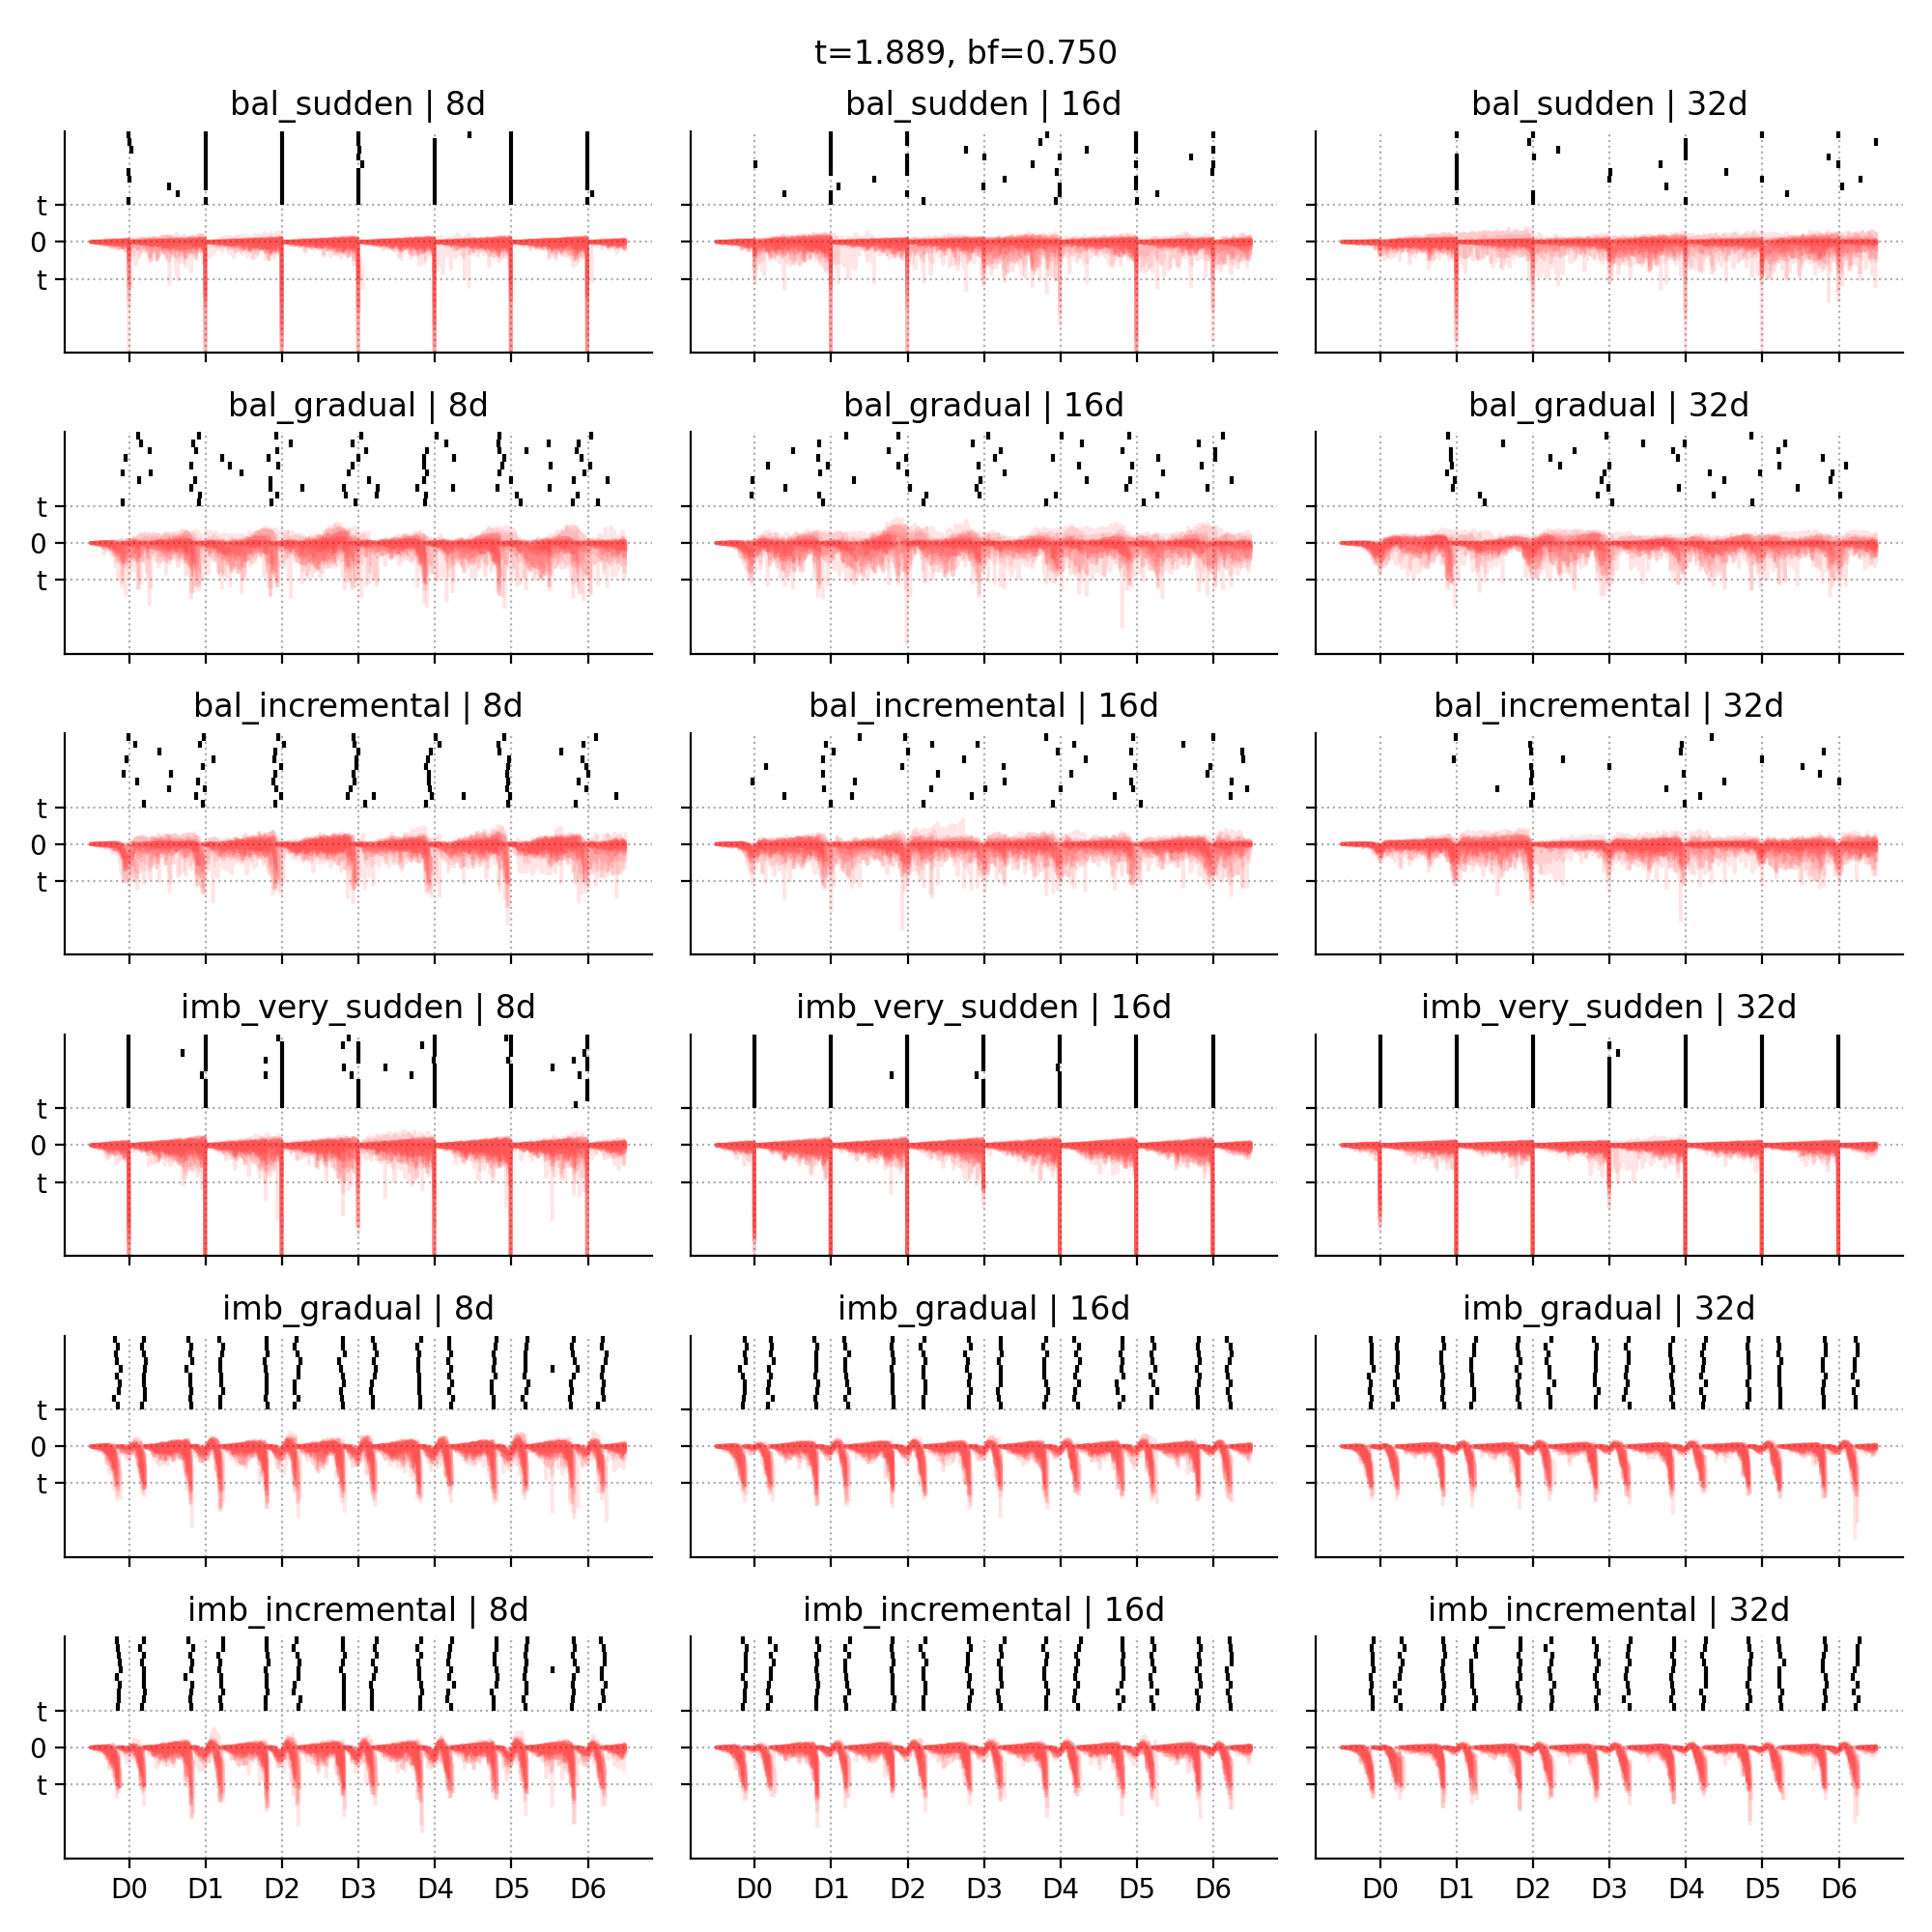 t=1.889, bf=0.750
bal_sudden | 8d
bal_sudden | 16d
bal_sudden | 32d
t
0
t
bal_gradual | 8d
bal_gradual | 16d
bal_gradual | 32d
t
0
t
bal_incremental | 8d
bal_incremental | 16d
bal_incremental | 32d
t
0
t
imb_very_sudden | 8d
imb_very_sudden | 16d
imb_very_sudden | 32d
t
0
t
imb_gradual | 8d
imb_gradual | 16d
imb_gradual | 32d
t
0
t
imb_incremental | 8d
imb_incremental | 16d
imb_incremental | 32d
t
0
t
D0 D1 D2 D3 D4 D5 D6
D0 D1 D2 D3 D4 D5 D6
D0 D1 D2 D3 D4 D5 D6